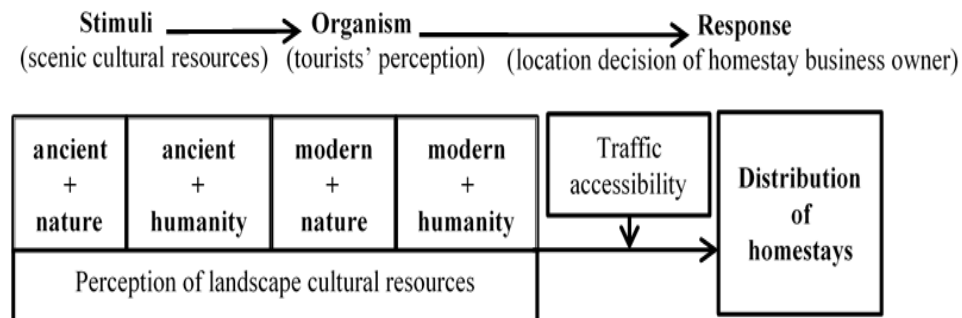 Stimuli Organism Response
(scenic cultural resources) (tourists' perception) (location decision of homestay business owner)
ancient
+
nature
ancient
+
humanity
modern
+
nature
modern
+
humanity
Perception of landscape cultural resources
Traffic
accessibility
Distribution
of
homestays